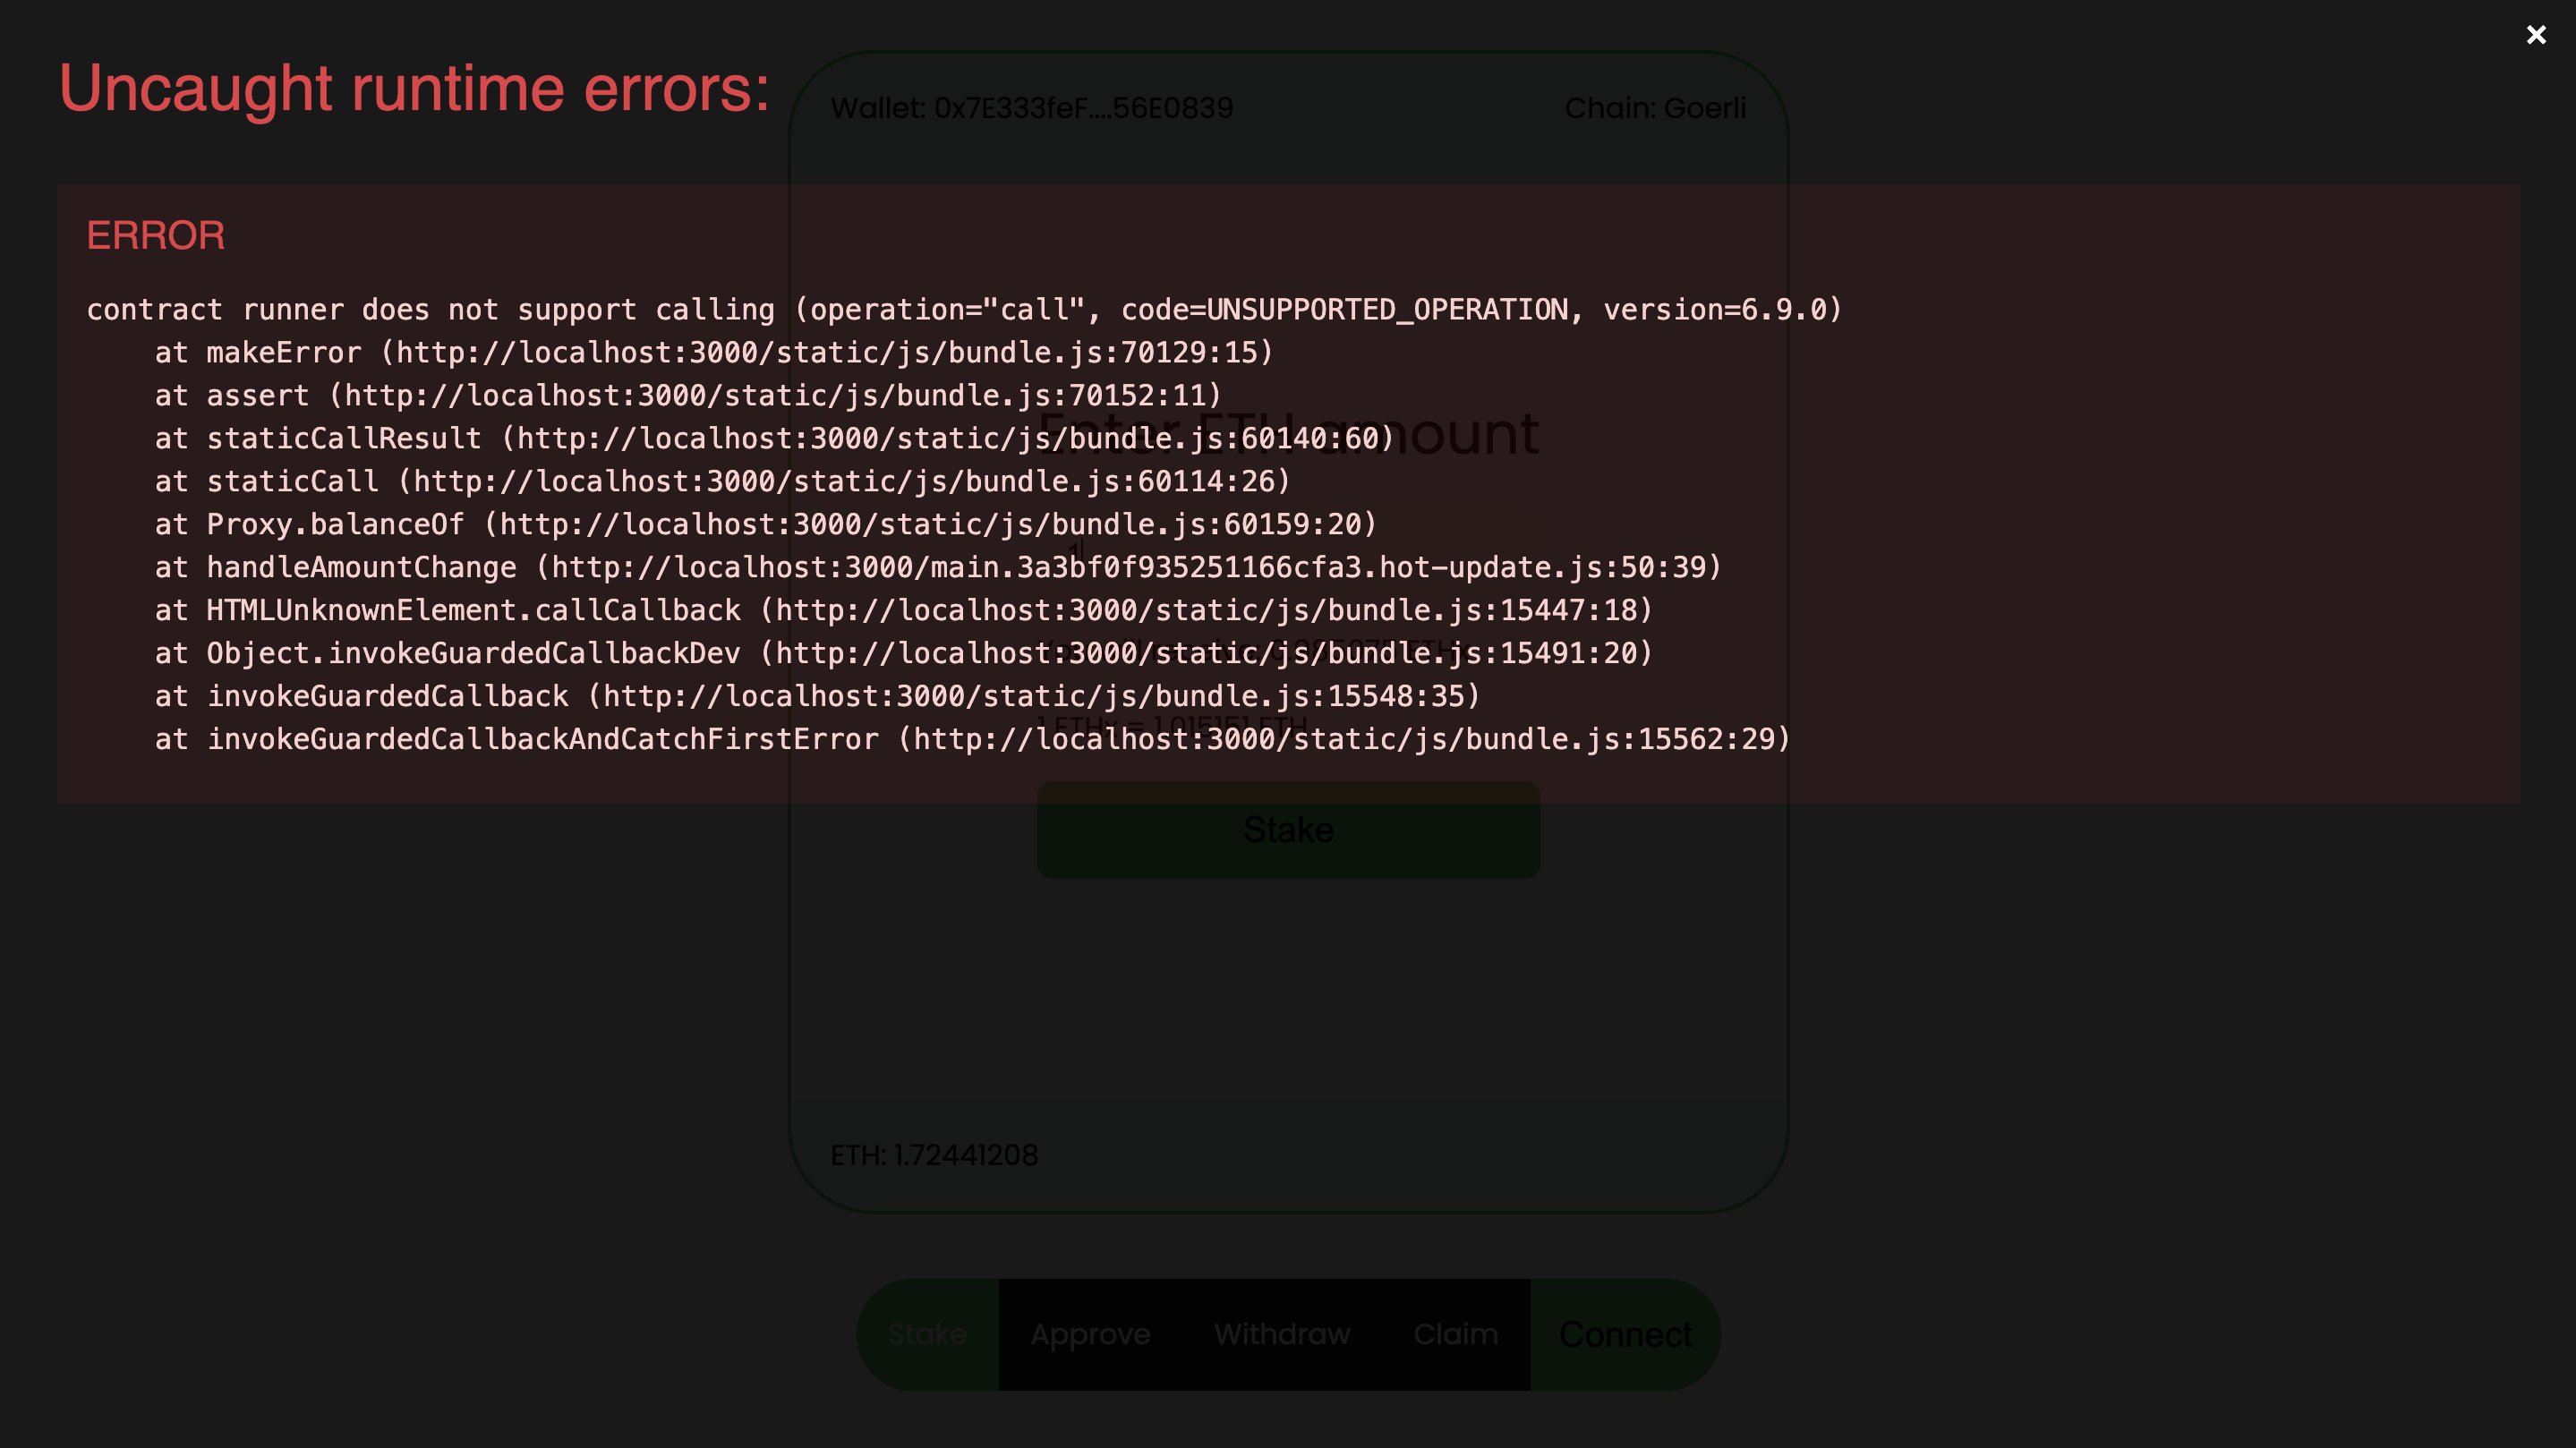 ×
Uncaught runtime errors:
Wallet: 0x7E333feF....56E0839
Chain: Goerli
ERROR
contract runner does not support calling (operation="call", code=UNSUPPORTED_OPERATION, version=6.9.0)
at makeError (http://localhost:3000/static/js/bundle.js:70129:15)
at assert (http://localhost:3000/static/js/bundle.js:70152:11)
Enter ETH amount
at staticCallResult (http://localhost:3000/static/js/bundle.js:60140:60)
at staticCall (http://localhost:3000/static/js/bundle.js:60114:26)
at Proxy.balanceOf (http://localhost:3000/static/js/bundle.js:60159:20)
1
at handleAmountChange (http://localhost:3000/main.3a3bf0f935251166cfa3.hot-update.js:50:39)
at HTMLUnknownElement.callCallback (http://localhost:3000/static/js/bundle.js:15447:18)
at Object.invokeGuardedCallbackDev (http://localhost:3000/static/js/bundle.js:15491:20)
at invokeGuardedCallback (http://localhost:3000/static/js/bundle.js:15548:35)
1 ETHx = 1.015151 ETH
at invokeGuardedCallbackAndCatchFirstError (http://localhost:3000/static/js/bundle.js:15562:29)
Stake
ETH: 1.72441208
Stake
Approve
Withdraw
Claim
Connect